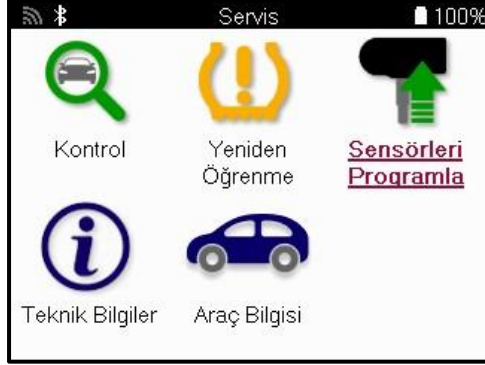 Servis
100%
Kontrol
Yeniden
Öğrenme
Sensörleri
Programla
Teknik Bilgiler
Araç Bilgisi